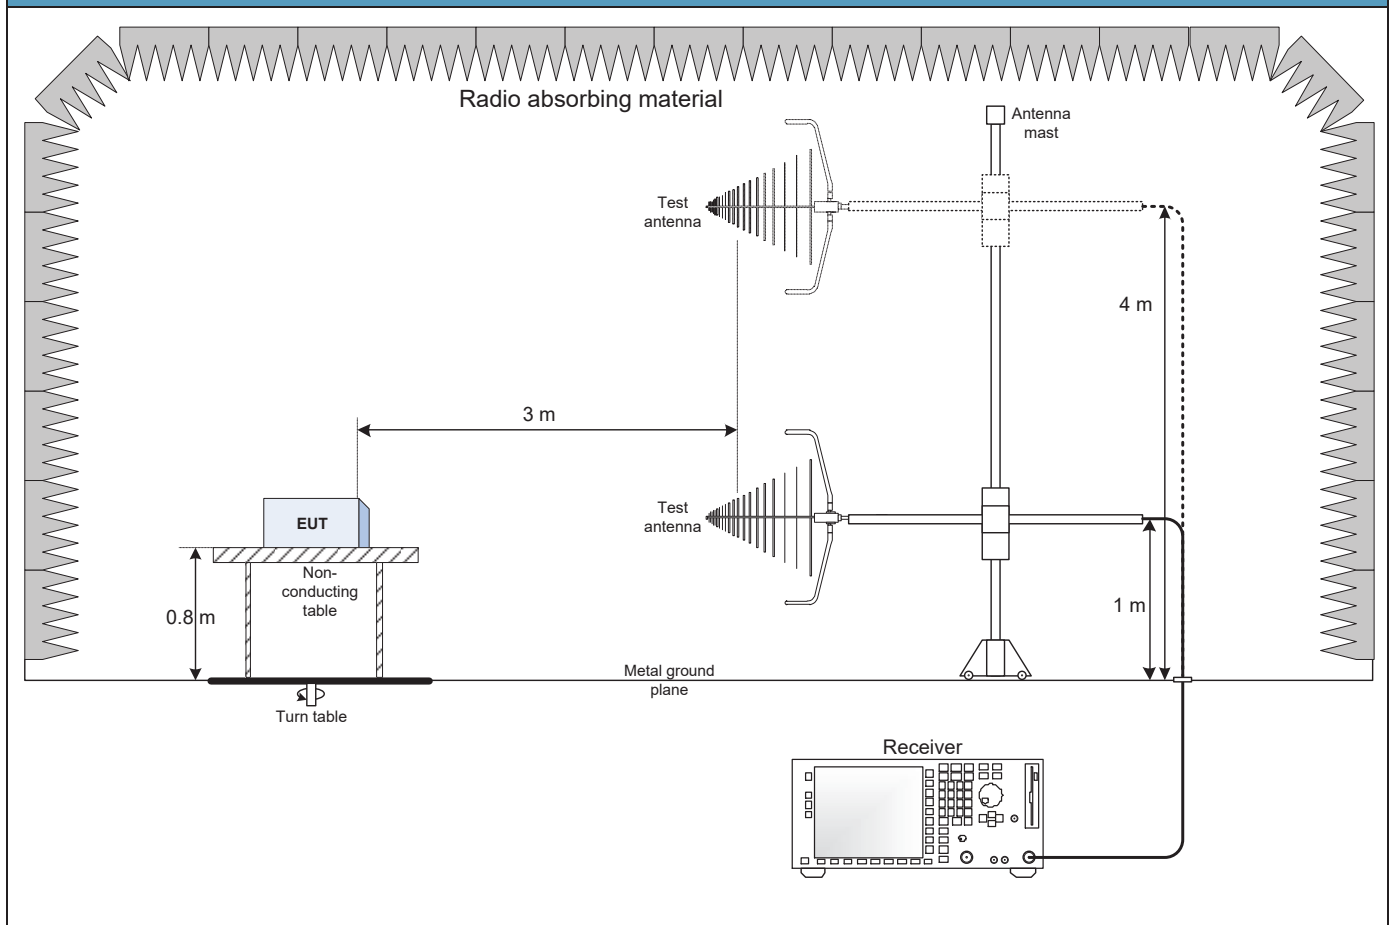 Radio absorbing material
Antenna
mast
Test
antenna
4 m
3 m
Test
antenna
EUT
Non-
conducting
table
0.8 m
1 m
Metal ground
plane
Turn table
Receiver